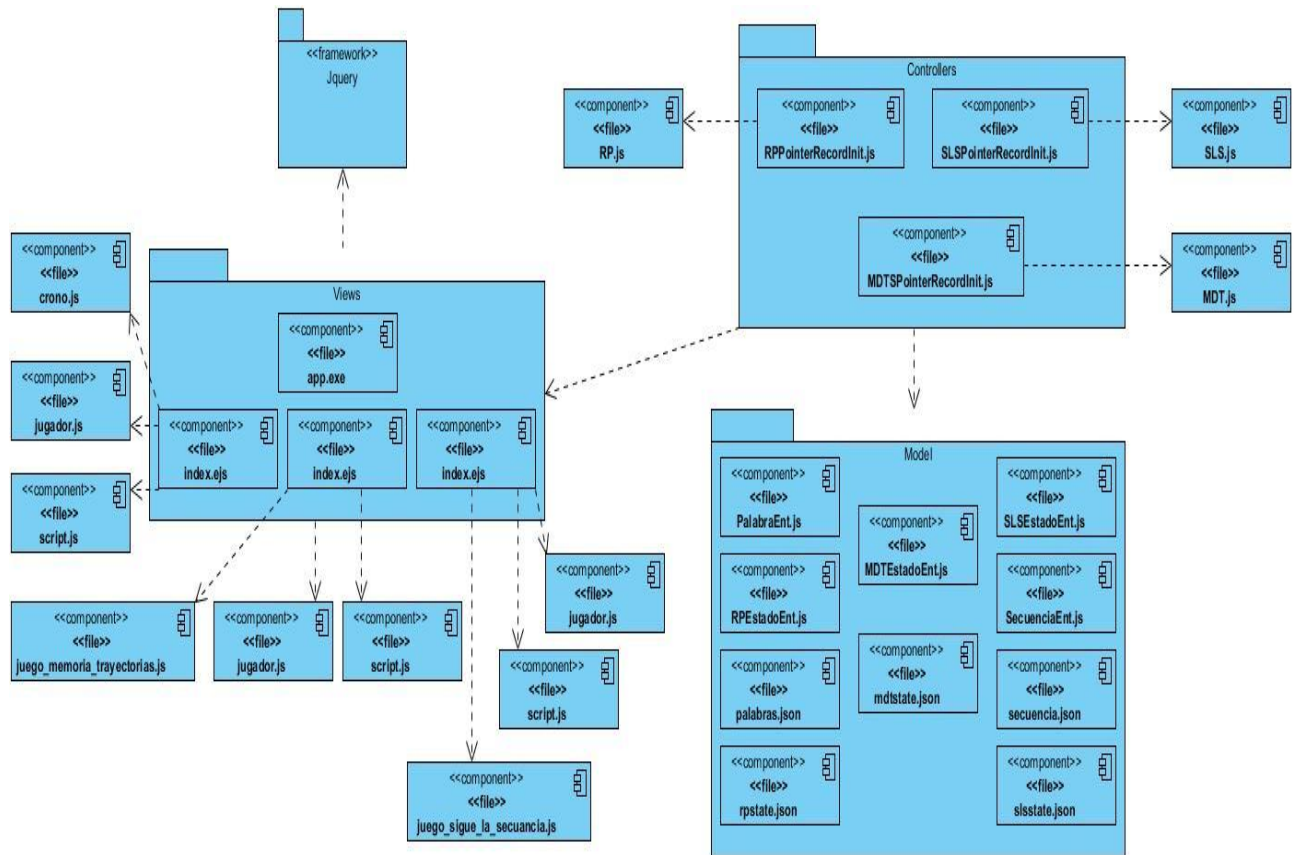 <<framework>>
Jquery
Controllers
<<component>>
<<file>>
RP.js
<<component>>
<<file>>
RPPointerRecordInit.js
<<component>>
<<file>>
SLSPointerRecordInit.js
<<component>>
<<file>>
SLS.js
<<component>>
<<file>>
MDTSPointerRecordInit.js
<<component>>
<<file>>
MDT.js
<<component>>
<<file>>
crono.js
<<component>>
<<file>>
jugador.js
<<component>>
<<file>>
script.js
Views
<<component>>
<<file>>
app.exe
<<component>>
<<file>>
index.ejs
<<component>>
<<file>>
index.ejs
<<component>>
<<file>>
index.ejs
<<component>>
<<file>>
juego_memoria_trayectorias.js
<<component>>
<<file>>
jugador.js
<<component>>
<<file>>
script.js
<<component>>
<<file>>
jugador.js
<<component>>
<<file>>
script.js
<<component>>
<<file>>
juego_sigue_la_secuancia.js
Model
<<component>>
<<file>>
PalabraEnt.js
<<component>>
<<file>>
MDTEstadoEnt.js
<<component>>
<<file>>
SLSEstadoEnt.js
<<component>>
<<file>>
RPEstadoEnt.js
<<component>>
<<file>>
SecuenciaEnt.js
<<component>>
<<file>>
mdtstate.json
<<component>>
<<file>>
palabras.json
<<component>>
<<file>>
secuencia.json
<<component>>
<<file>>
rpstate.json
<<component>>
<<file>>
slsstate.json